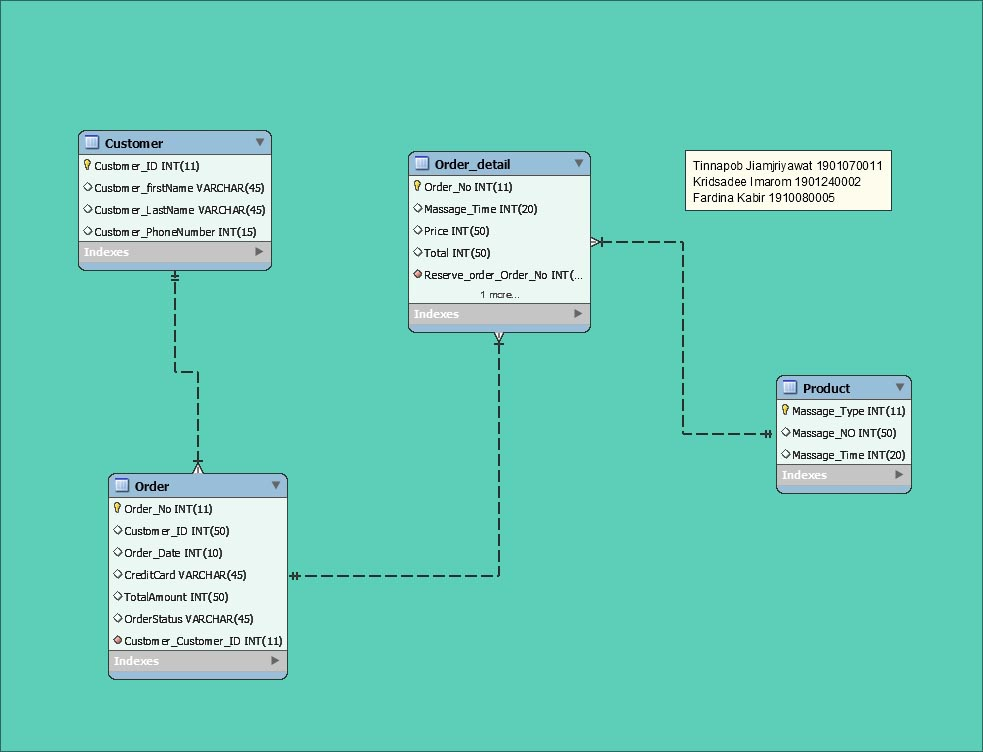 Customer
Customer_ID INT(11)
Customer_firstName VARCHAR(45)
Customer_LastName VARCHAR(45)
Customer_PhoneNumber INT(15)
Indexes
Order_detail
Order_No INT(11)
Massage_Time INT(20)
Price INT(50)
Total INT(50)
Reserve_order_Order_No INT(...
1 more...
Indexes
Tinnapob Jiamjriyawat 1901070011
Kridsadee Imarom 1901240002
Fardina Kabir 1910080005
Product
Massage_Type INT(11)
Massage_NO INT(50)
Massage_Time INT(20)
Indexes
Order
Order_No INT(11)
Customer_ID INT(50)
Order_Date INT(10)
CreditCard VARCHAR(45)
TotalAmount INT(50)
OrderStatus VARCHAR(45)
Customer_Customer_ID INT(11)
Indexes